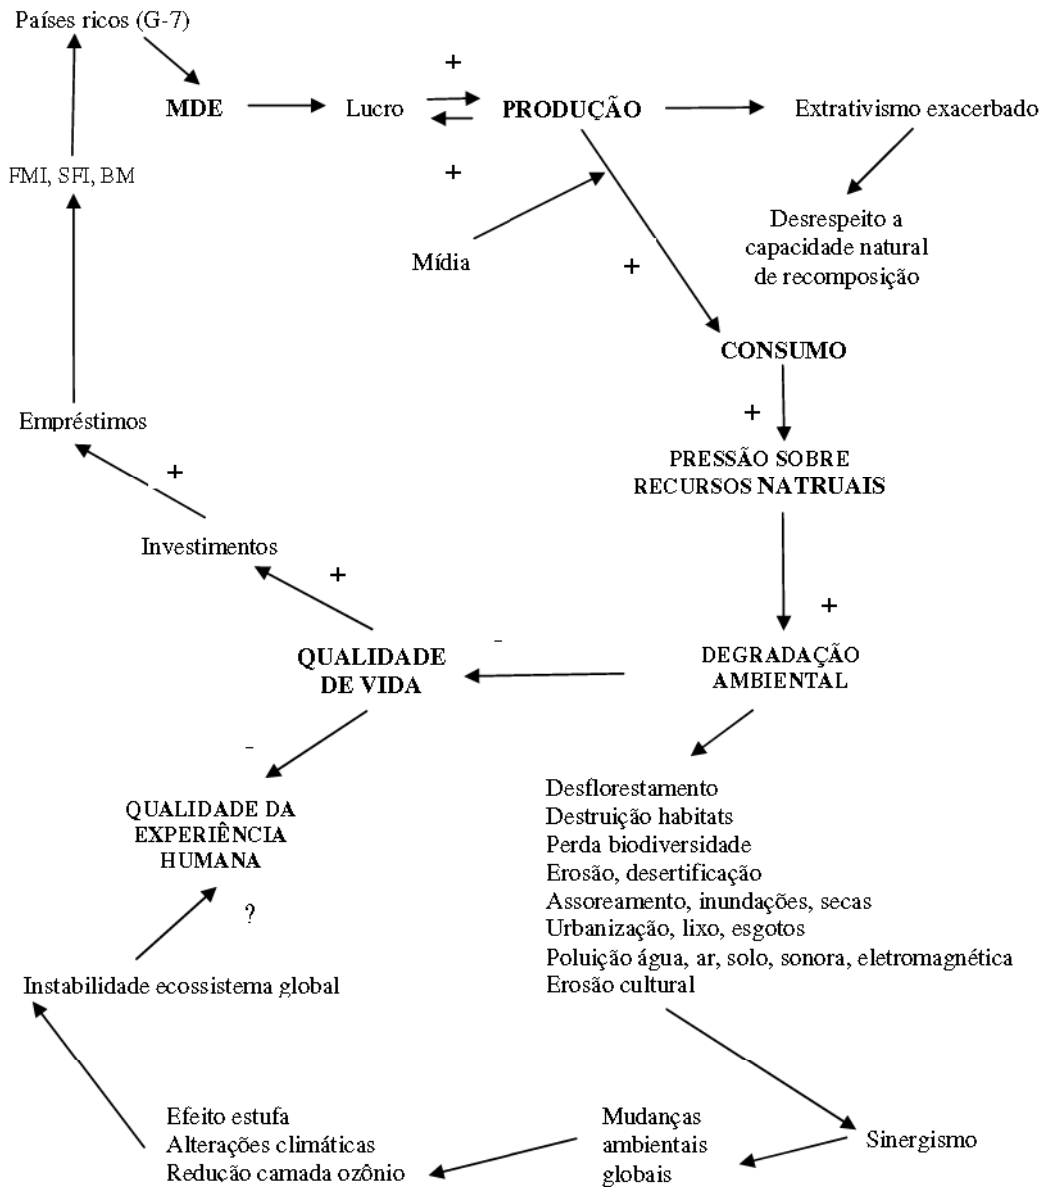 Países ricos (G-7)
+
MDE
Lucro
PRODUÇÃO
Extrativismo exacerbado
+
FMI, SFI, BM
Desrespeito a
capacidade natural
de recomposição
Mídia
+
CONSUMO
+
Empréstimos
PRESSÃO SOBRE
RECURSOS NATRUAIS
+
Investimentos
+
+
-
QUALIDADE
DE VIDA
DEGRADAÇÃO
AMBIENTAL
-
QUALIDADE DA
EXPERIÊNCIA
HUMANA
?
Desflorestamento
Destruição habitats
Perda biodiversidade
Erosão, desertificação
Assoreamento, inundações, secas
Urbanização, lixo, esgotos
Poluição água, ar, solo, sonora, eletromagnética
Erosão cultural
Instabilidade ecossistema global
Efeito estufa
Alterações climáticas
Redução camada ozônio
Mudanças
ambientais
globais
Sinergismo